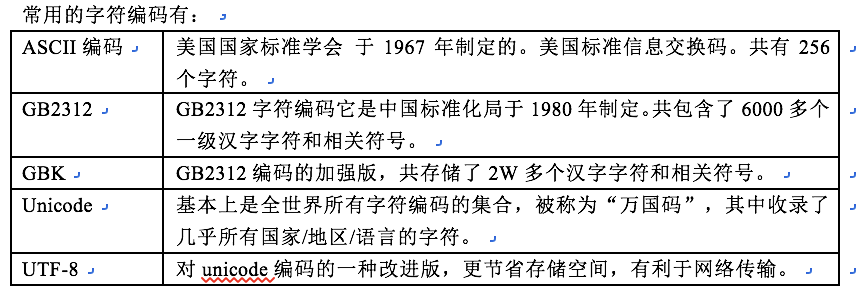 常用的字符编码有：
ASCII 编码 美国国家标准学会 于 1967 年制定的。美国标准信息交换码。共有 256
个字符。
GB2312 GB2312 字符编码它是中国标准化局于 1980 年制定。共包含了 6000 多个
一级汉字字符和相关符号。
GBK GB2312 编码的加强版，共存储了 2W 多个汉字字符和相关符号。
Unicode 基本上是全世界所有字符编码的集合，被称为“万国码”，其中收录了
几乎所有国家/地区/语言的字符。
UTF-8 对 unicode 编码的一种改进版，更节省存储空间，有利于网络传输。